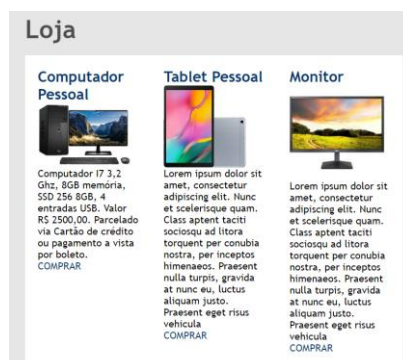 Loja
Computador
Pessoal
Computador I7 3,2
Ghz, 8GB memória,
SSD 256 8GB, 4
entradas USB. Valor
R$ 2500,00. Parcelado
via Cartão de crédito
ou pagamento a vista
por boleto.
COMPRAR
Tablet Pessoal
Lorem ipsum dolor sit
amet, consectetur
adipiscing elit. Nunc
et scelerisque quam.
Class aptent taciti
sociosqu ad litora
torquent per conubia
nostra, per inceptos
himenaeos. Praesent
nulla turpis, gravida
at nunc eu, luctus
aliquam justo.
Praesent eget risus
vehicula
COMPRAR
Monitor
Lorem ipsum dolor sit
amet, consectetur
adipiscing elit. Nunc
et scelerisque quam.
Class aptent taciti
sociosqu ad litora
torquent per conubia
nostra, per inceptos
himenaeos. Praesent
nulla turpis, gravida
at nunc eu, luctus
aliquam justo.
Praesent eget risus
vehicula
COMPRAR